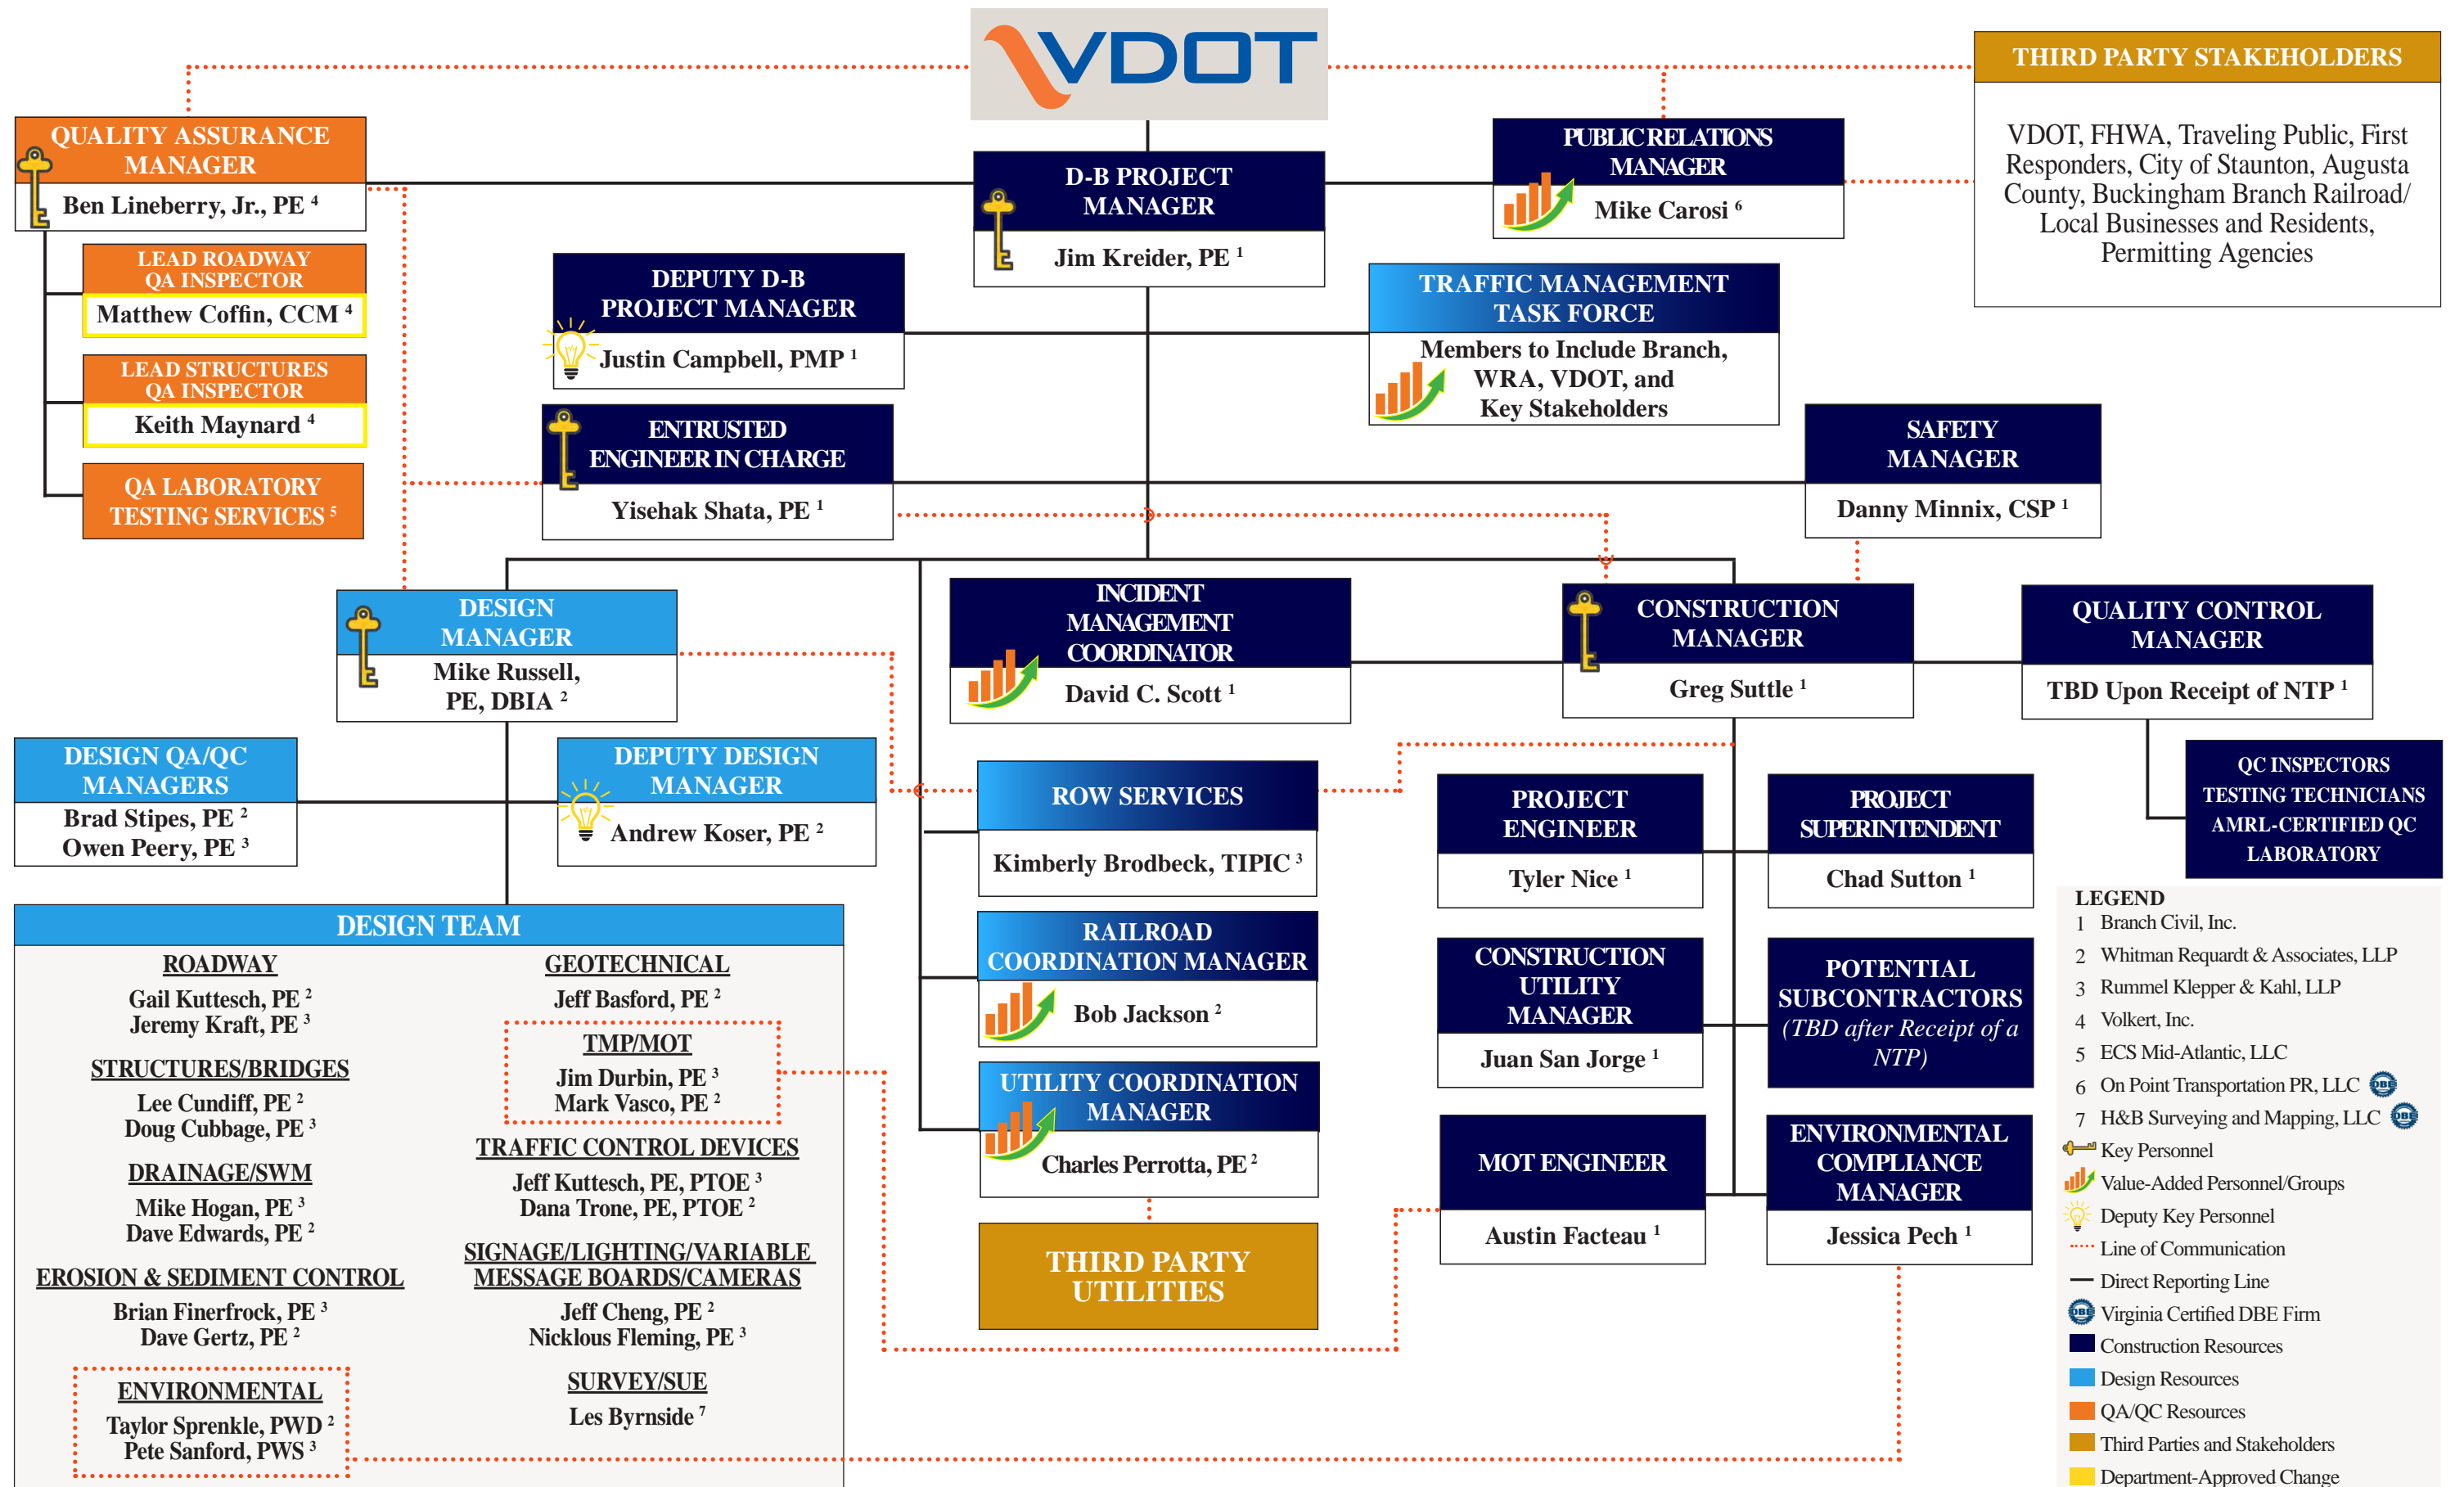 VDOT
THIRD PARTY STAKEHOLDERS
VDOT, FHWA, Traveling Public, First
Responders, City of Staunton, Augusta
County, Buckingham Branch Railroad/
Local Businesses and Residents,
Permitting Agencies
QUALITY ASSURANCE
MANAGER
Ben Lineberry, Jr., PE 4
D-B PROJECT
MANAGER
Jim Kreider, PE 1
PUBLIC RELATIONS
MANAGER
Mike Carosi 6
LEAD ROADWAY
QA INSPECTOR
Matthew Coffin, CCM 4
LEAD STRUCTURES
QA INSPECTOR
Keith Maynard 4
QA LABORATORY
TESTING SERVICES 5
DEPUTY D-B
PROJECT MANAGER
Justin Campbell, PMP 1
TRAFFIC MANAGEMENT
TASK FORCE
Members to Include Branch,
WRA, VDOT, and
Key Stakeholders
ENTRUSTED
ENGINEER IN CHARGE
Yisehak Shata, PE 1
SAFETY
MANAGER
Danny Minnix, CSP 1
DESIGN
MANAGER
Mike Russell,
PE, DBIA 2
INCIDENT
MANAGEMENT
COORDINATOR
David C. Scott 1
CONSTRUCTION
MANAGER
Greg Suttle 1
QUALITY CONTROL
MANAGER
TBD Upon Receipt of NTP 1
DESIGN QA/QC
MANAGERS
Brad Stipes, PE 2
Owen Peery, PE 3
DEPUTY DESIGN
MANAGER
Andrew Koser, PE 2
ROW SERVICES
Kimberly Brodbeck, TIPIC 3
PROJECT
ENGINEER
Tyler Nice 1
PROJECT
SUPERINTENDENT
Chad Sutton 1
QC INSPECTORS
TESTING TECHNICIANS
AMRL-CERTIFIED QC
LABORATORY
RAILROAD
COORDINATION MANAGER
Bob Jackson 2
CONSTRUCTION
UTILITY
MANAGER
Juan San Jorge 1
POTENTIAL
SUBCONTRACTORS
(TBD after Receipt of a
NTP)
UTILITY COORDINATION
MANAGER
Charles Perrotta, PE 2
THIRD PARTY
UTILITIES
MOT ENGINEER
Austin Facteau 1
ENVIRONMENTAL
COMPLIANCE
MANAGER
Jessica Pech 1
DESIGN TEAM
ROADWAY
Gail Kuttesch, PE 2
Jeremy Kraft, PE 3
STRUCTURES/BRIDGES
Lee Cundiff, PE 2
Doug Cubbage, PE 3
DRAINAGE/SWM
Mike Hogan, PE 3
Dave Edwards, PE 2
EROSION & SEDIMENT CONTROL
Brian Finerfrock, PE 3
Dave Gertz, PE 2
ENVIRONMENTAL
Taylor Sprenkle, PWD 2
Pete Sanford, PWS 3
GEOTECHNICAL
Jeff Basford, PE 2
TMP/MOT
Jim Durbin, PE 3
Mark Vasco, PE 2
TRAFFIC CONTROL DEVICES
Jeff Kuttesch, PE, PTOE 3
Dana Trone, PE, PTOE 2
SIGNAGE/LIGHTING/VARIABLE
MESSAGE BOARDS/CAMERAS
Jeff Cheng, PE 2
Nicklous Fleming, PE 3
SURVEY/SUE
Les Byrnside 7
LEGEND
1 Branch Civil, Inc.
2 Whitman Requardt & Associates, LLP
3 Rummel Klepper & Kahl, LLP
4 Volkert, Inc.
5 ECS Mid-Atlantic, LLC
6 On Point Transportation PR, LLC DBE
7 H&B Surveying and Mapping, LLC DBE
Key Personnel
Value-Added Personnel/Groups
Deputy Key Personnel
Line of Communication
Direct Reporting Line
DBE Virginia Certified DBE Firm
Construction Resources
Design Resources
QA/QC Resources
Third Parties and Stakeholders
Department-Approved Change